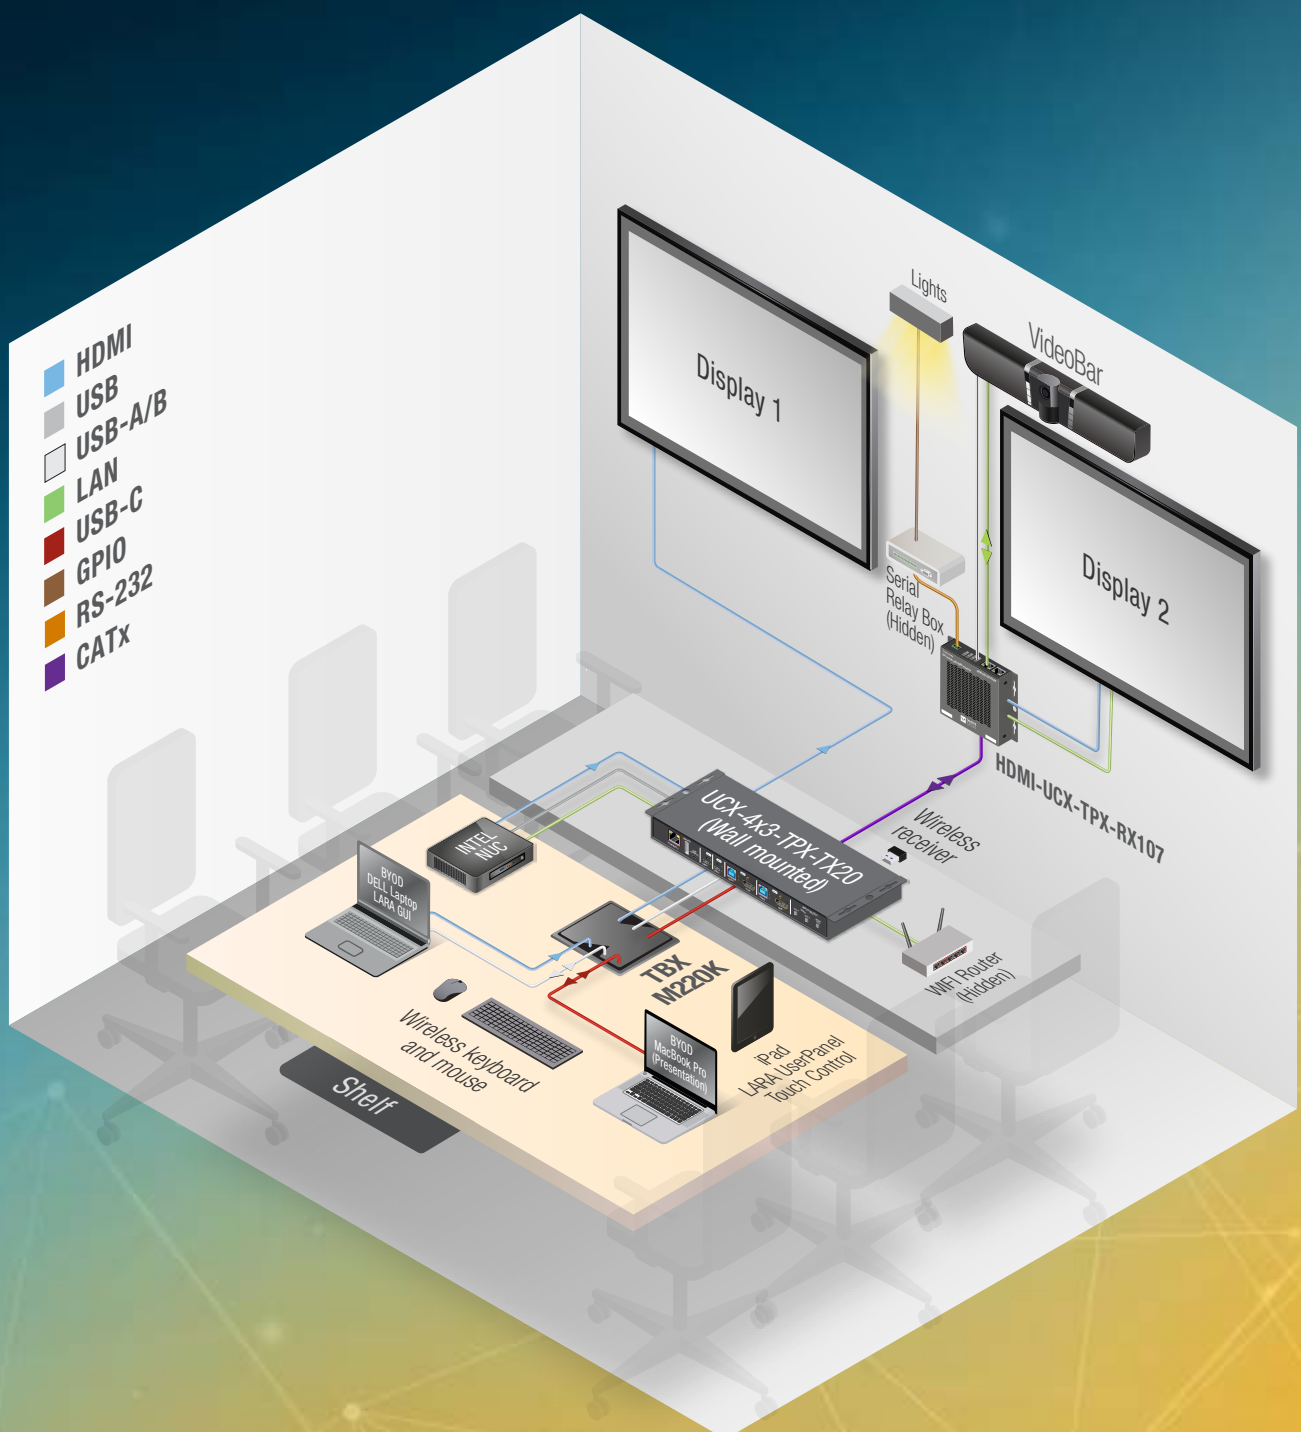 HDMI
USB
USB-A/B
LAN
USB-C
GPIO
RS-232
CATx
Display 1
Lights
VideoBar
Display 2
Serial
Relay Box
(Hidden)
HDMI-UCX-TPX-RX107
UCX-4x3-TPX-TX20
(Wall mounted)
Wireless
receiver
INTEL
NUC
BYOD
DELL Laptop
LARA GUI
TBX
M220K
WIFI Router
(Hidden)
Wireless keyboard
and mouse
BYOD
MacBook Pro
(Presentation)
iPad
LARA UserPanel
Touch Control
Shelf